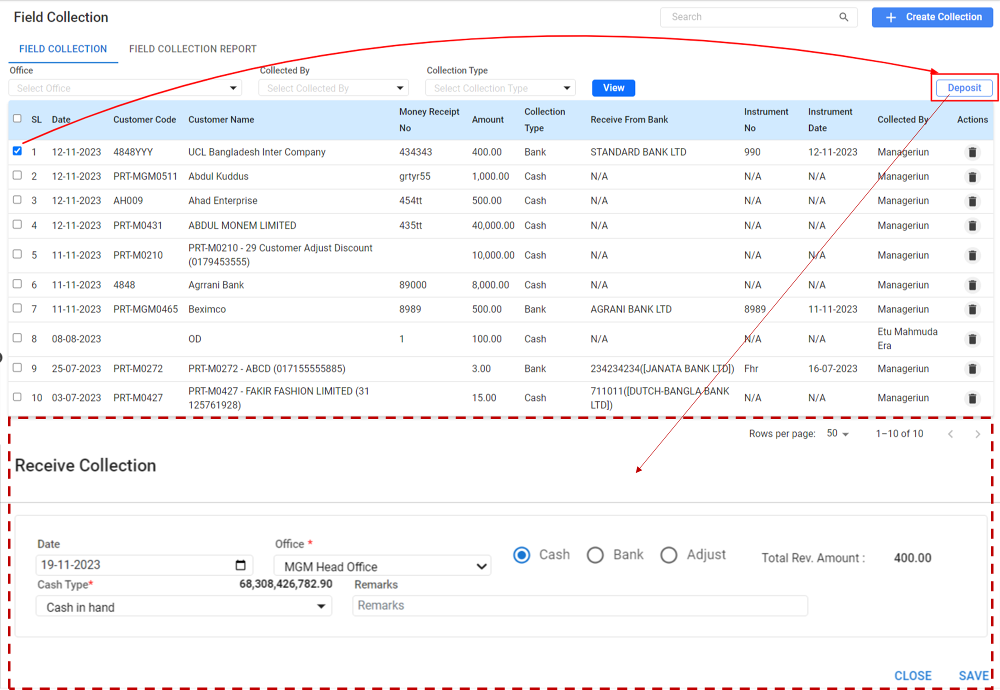 Field Collection
Search
Create Collection
FIELD COLLECTION FIELD COLLECTION REPORT
Office Collected By Collection Type
Select Office Select Collected By Select Collection Type View Deposit
SL Date Customer Code Customer Name Money Receipt No Amount Collection Type Receive From Bank Instrument No Instrument Date Collected By Actions
1 12-11-2023 4848YYY UCL Bangladesh Inter Company 434343 400.00 Bank STANDARD BANK LTD 990 12-11-2023 Manageriun
2 12-11-2023 PRT-MGM0511 Abdul Kuddus grtyr55 1,000.00 Cash N/A N/A N/A Manageriun
3 12-11-2023 AH009 Ahad Enterprise 454tt 500.00 Cash N/A N/A N/A Manageriun
4 12-11-2023 PRT-M0431 ABDUL MONEM LIMITED 435tt 40,000.00 Cash N/A N/A N/A Manageriun
5 11-11-2023 PRT-M0210 PRT-M0210 - 29 Customer Adjust Discount (0179453555) 10,000.00 Cash N/A N/A N/A Manageriun
6 11-11-2023 4848 Agrrani Bank 89000 8,000.00 Cash N/A N/A N/A Manageriun
7 11-11-2023 PRT-MGM0465 Beximco 8989 500.00 Bank AGRANI BANK LTD 8989 11-11-2023 Manageriun
8 08-08-2023 OD 1 100.00 Cash N/A N/A N/A Etu Mahmuda Era
9 25-07-2023 PRT-M0272 PRT-M0272 - ABCD (017155555885) 3.00 Bank 234234234([JANATA BANK LTD]) Fhr 16-07-2023 Manageriun
10 03-07-2023 PRT-M0427 PRT-M0427 - FAKIR FASHION LIMITED (31 125761928) 15.00 Cash 711011([DUTCH-BANGLA BANK LTD]) N/A N/A Manageriun
Rows per page: 50 1–10 of 10
Receive Collection
Date Office *
19-11-2023 MGM Head Office Cash Bank Adjust Total Rev. Amount : 400.00
Cash Type* 68,308,426,782.90 Remarks
Cash in hand Remarks
CLOSE SAVE